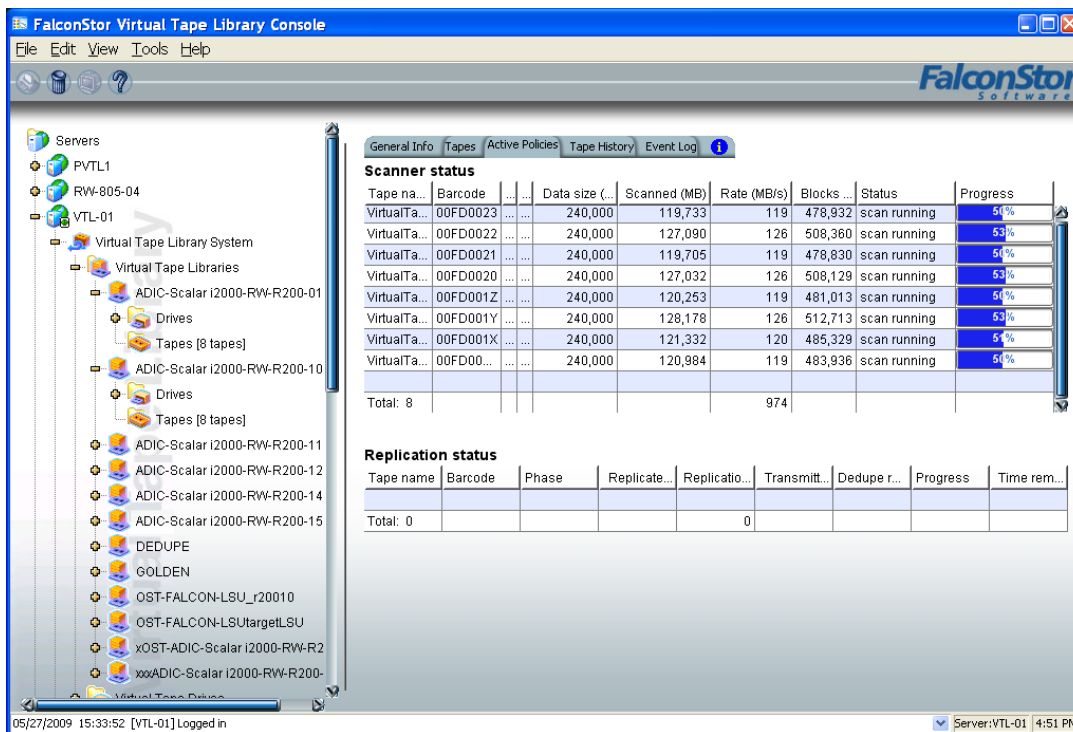 FalconStor Virtual Tape Library Console
File Edit View Tools Help
FalconStor
Software
Servers
PVTL1
RW-805-04
VTL-01
Virtual Tape Library System
Virtual Tape Libraries
ADIC-Scalar i2000-RW-R200-01
Drives
Tapes [8 tapes]
ADIC-Scalar i2000-RW-R200-10
Drives
Tapes [8 tapes]
ADIC-Scalar i2000-RW-R200-11
ADIC-Scalar i2000-RW-R200-12
ADIC-Scalar i2000-RW-R200-14
ADIC-Scalar i2000-RW-R200-15
DEDUPE
GOLDEN
OST-FALCON-LSU_r20010
OST-FALCON-LSUtargetLSU
xOST-ADIC-Scalar i2000-RW-R2
xxxADIC-Scalar i2000-RW-R200-
Virtual Tape Drives
General Info Tapes Active Policies Tape History Event Log
Scanner status
Tape na... Barcode ... ... Data size (... Scanned (MB) Rate (MB/s) Blocks ... Status Progress
VirtualTa... 00FD0023 ... ... 240,000 119,733 119 478,932 scan running 50%
VirtualTa... 00FD0022 ... ... 240,000 127,090 126 508,360 scan running 53%
VirtualTa... 00FD0021 ... ... 240,000 119,705 119 478,830 scan running 50%
VirtualTa... 00FD0020 ... ... 240,000 127,032 126 508,129 scan running 53%
VirtualTa... 00FD001Z ... ... 240,000 120,253 119 481,013 scan running 50%
VirtualTa... 00FD001Y ... ... 240,000 128,178 126 512,713 scan running 53%
VirtualTa... 00FD001X ... ... 240,000 121,332 120 485,329 scan running 51%
VirtualTa... 00FD00... ... ... 240,000 120,984 119 483,936 scan running 50%
Total: 8 974
Replication status
Tape name Barcode Phase Replicate... Replicatio... Transmitt... Dedupe r... Progress Time rem...
Total: 0 0
05/27/2009 15:33:52 [VTL-01] Logged in
Server:VTL-01 4:51 PM